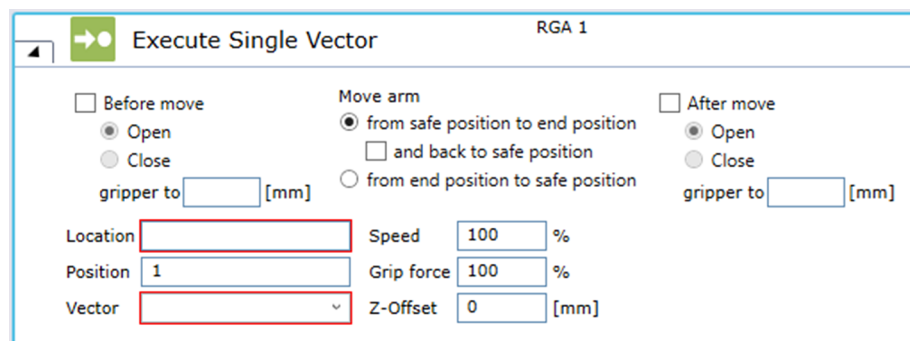 Execute Single Vector
RGA 1
Before move
Open
Close
gripper to [mm]
Move arm
from safe position to end position
and back to safe position
from end position to safe position
After move
Open
Close
gripper to [mm]
Location
Position 1
Vector
Speed 100 %
Grip force 100 %
Z-Offset 0 [mm]